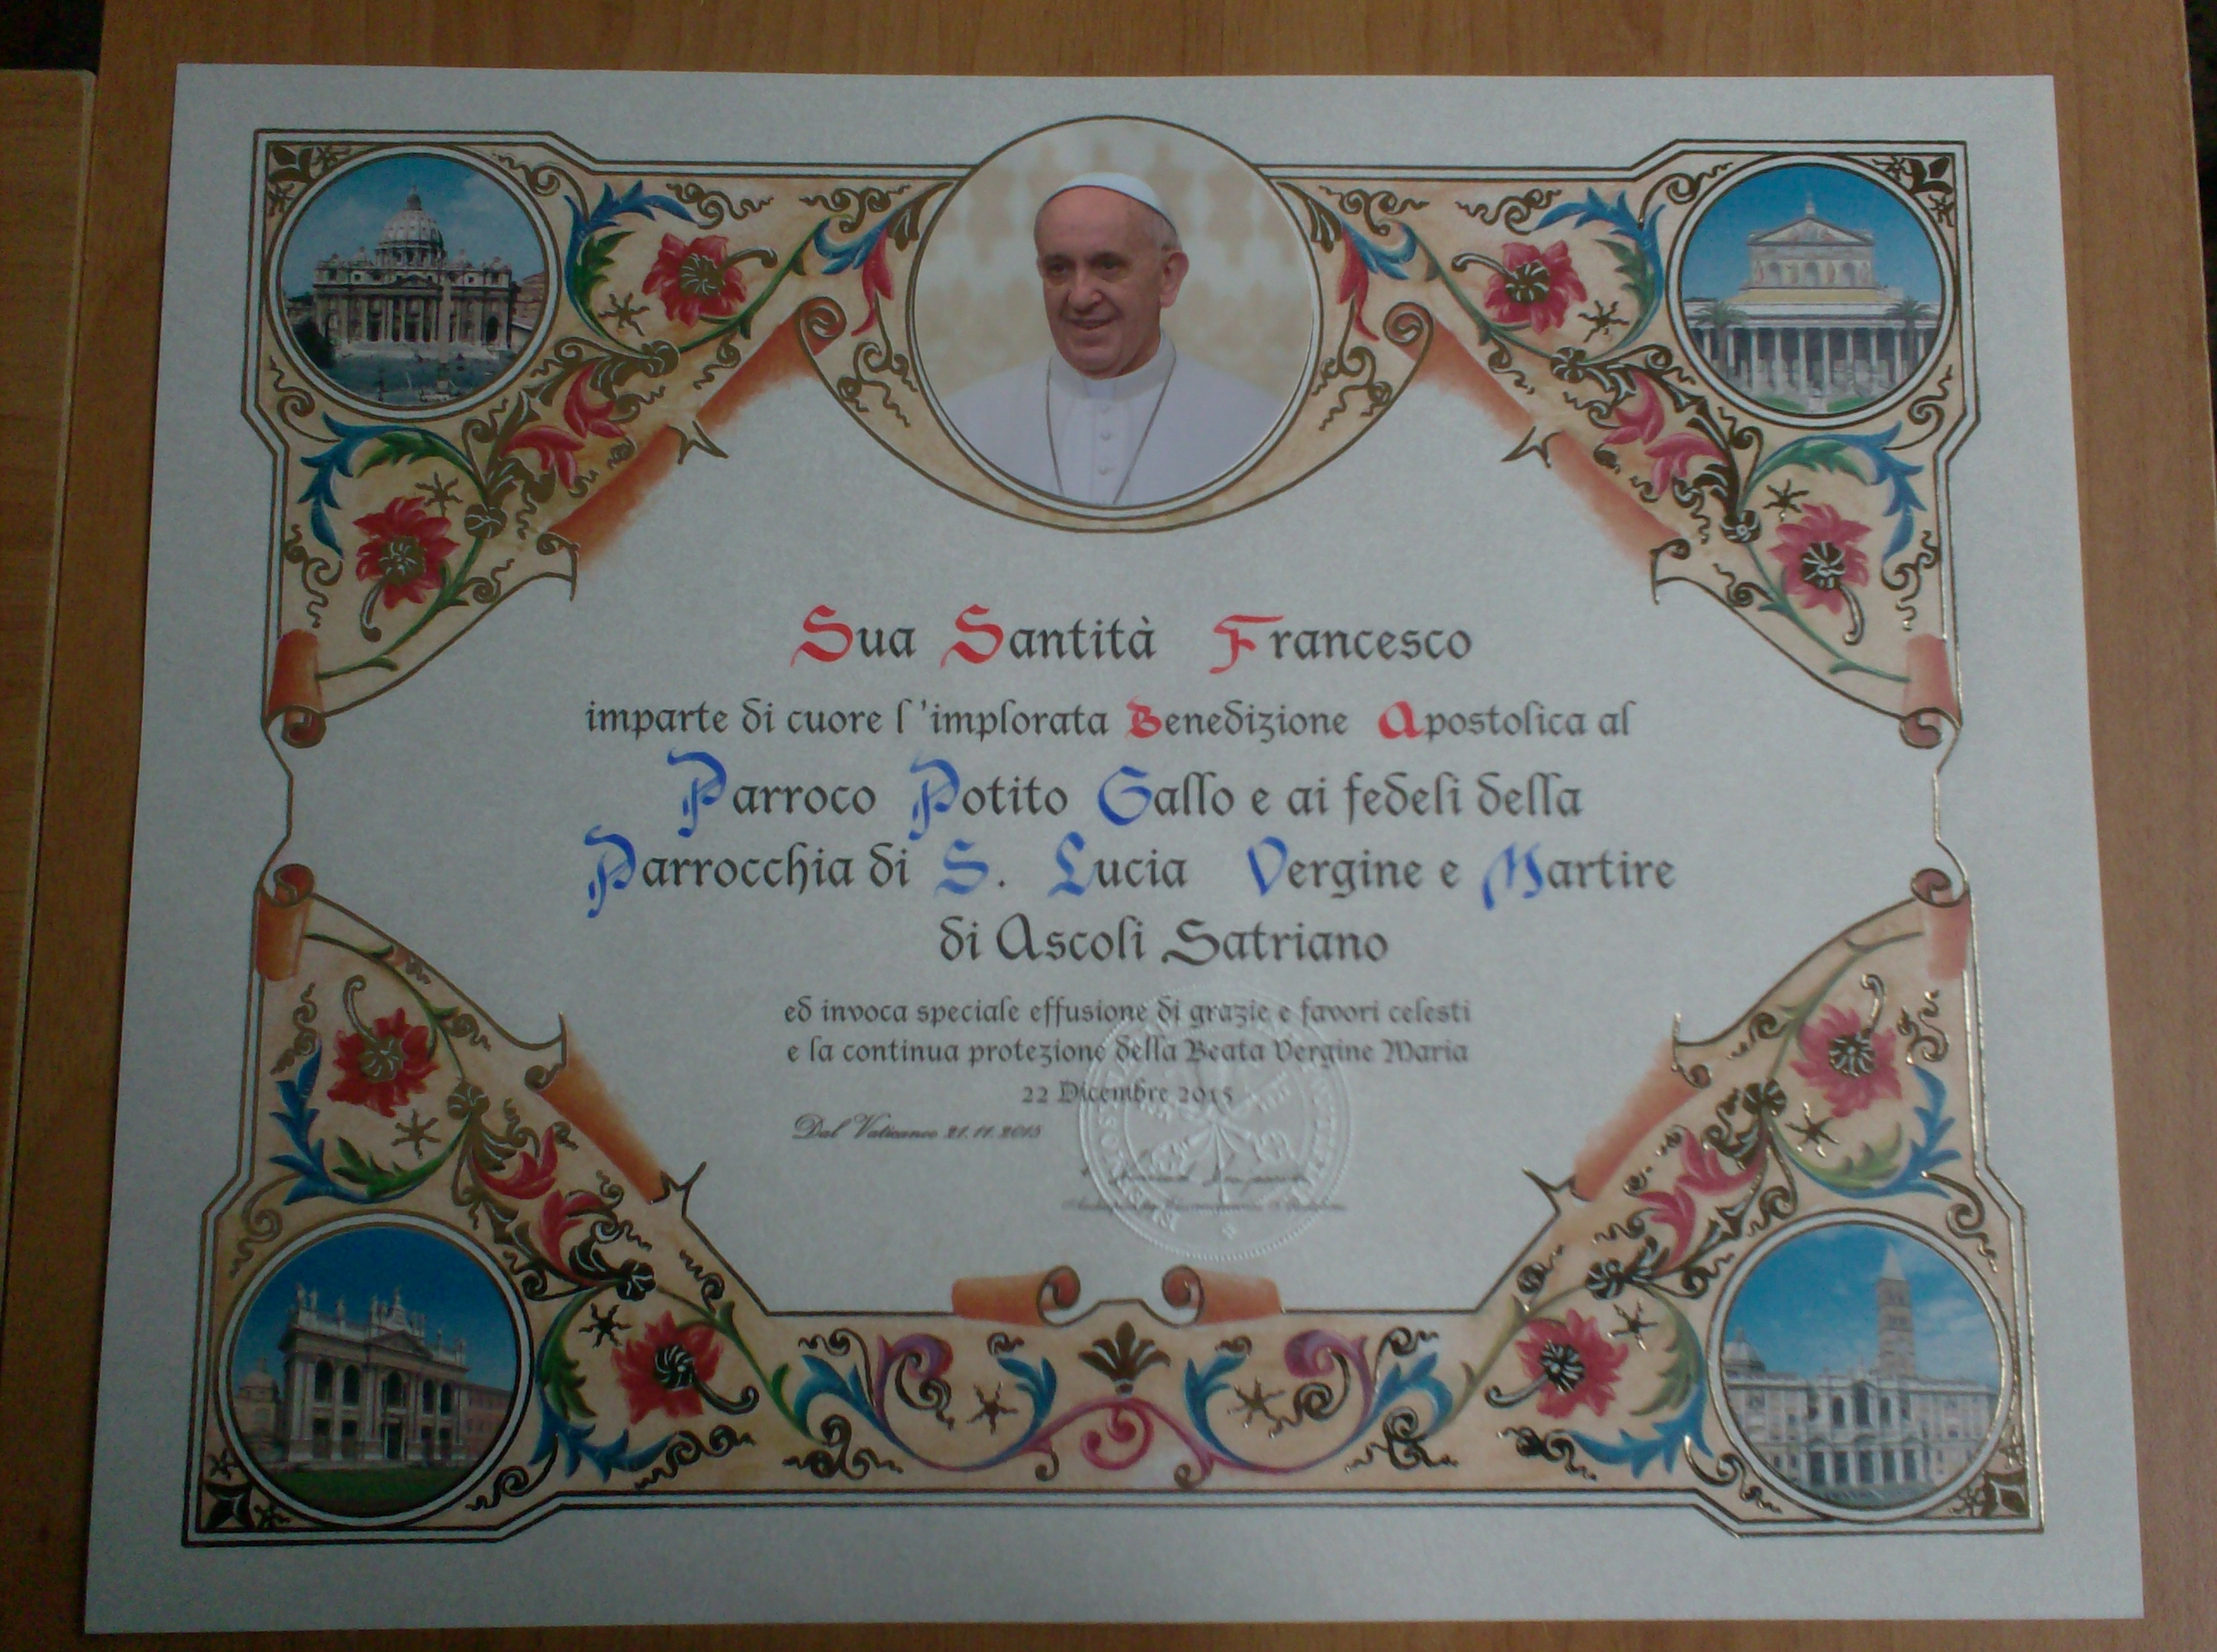 Sua Santità Francesco
imparte di cuore l'implorata Benedizione Apostolica al
Parroco Potito Gallo e ai fedeli della
Parrocchia di S. Lucia Vergine e Martire
di Ascoli Satriano
ed invoca speciale effusione di grazie e favori celesti
e la continua protezione della Beata Vergine Maria
22 Dicembre 2015
Dal Vaticano 21.11.2015